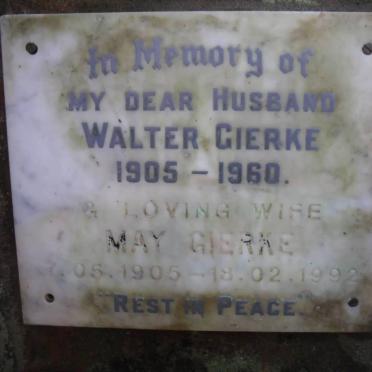 In Memory of
MY DEAR HUSBAND
WALTER GIERKE
1905 - 1960.
& LOVING WIFE
MAY GIERKE
.05.1905 - 18.02.1992
"REST IN PEACE"